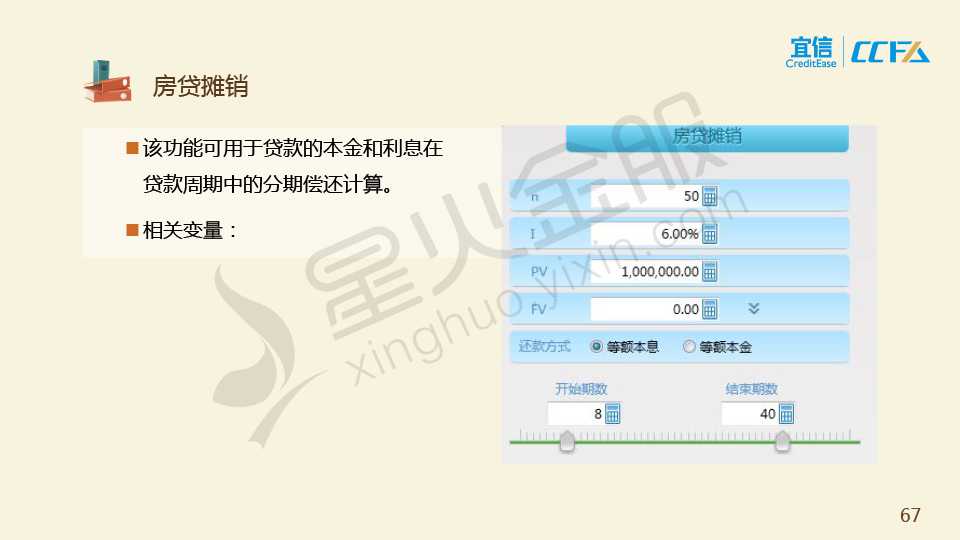 宜信
CreditEase
CCFA
房贷摊销
该功能可用于贷款的本金和利息在
贷款周期中的分期偿还计算。
相关变量：
房贷摊销
n 50
I 6.00%
PV 1,000,000.00
FV 0.00
还款方式 等额本息 等额本金
开始期数 结束期数
8 40
星火金服
xinghuo.yixin.com
67